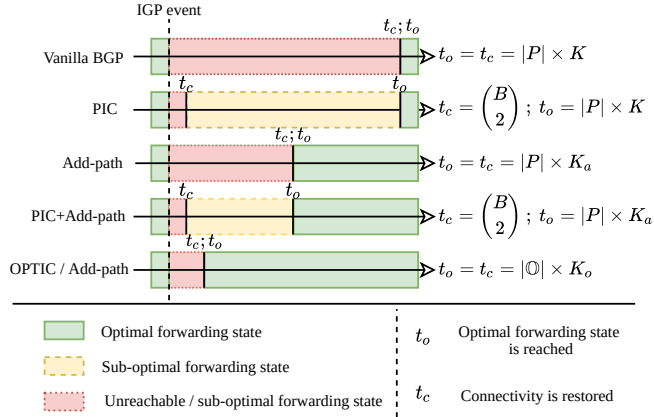 IGP event
t_c; t_o
Vanilla BGP
t_o = t_c = |P| × K
t_c
t_o
PIC
t_c = (B 2) ; t_o = |P| × K
t_c; t_o
Add-path
t_o = t_c = |P| × K_a
t_c
t_o
PIC+Add-path
t_c = (B 2) ; t_o = |P| × K_a
t_c; t_o
OPTIC / Add-path
t_o = t_c = |𝕆| × K_o
Optimal forwarding state
Sub-optimal forwarding state
Unreachable / sub-optimal forwarding state
t_o
Optimal forwarding state
is reached
t_c
Connectivity is restored